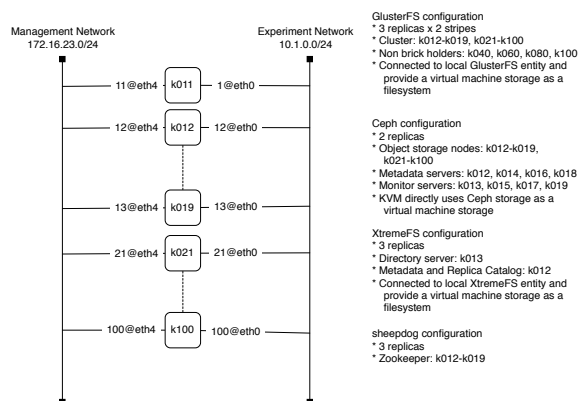 Management Network
172.16.23.0/24
Experiment Network
10.1.0.0/24
11@eth4
k011
1@eth0
12@eth4
k012
12@eth0
13@eth4
k019
13@eth0
21@eth4
k021
21@eth0
100@eth4
k100
100@eth0
GlusterFS configuration
* 3 replicas x 2 stripes
* Cluster: k012-k019, k021-k100
* Non brick holders: k040, k060, k080, k100
* Connected to local GlusterFS entity and
provide a virtual machine storage as a
filesystem
Ceph configuration
* 2 replicas
* Object storage nodes: k012-k019,
k021-k100
* Metadata servers: k012, k014, k016, k018
* Monitor servers: k013, k015, k017, k019
* KVM directly uses Ceph storage as a
virtual machine storage
XtremeFS configuration
* 3 replicas
* Directory server: k013
* Metadata and Replica Catalog: k012
* Connected to local XtremeFS entity and
provide a virtual machine storage as a
filesystem
sheepdog configuration
* 3 replicas
* Zookeeper: k012-k019